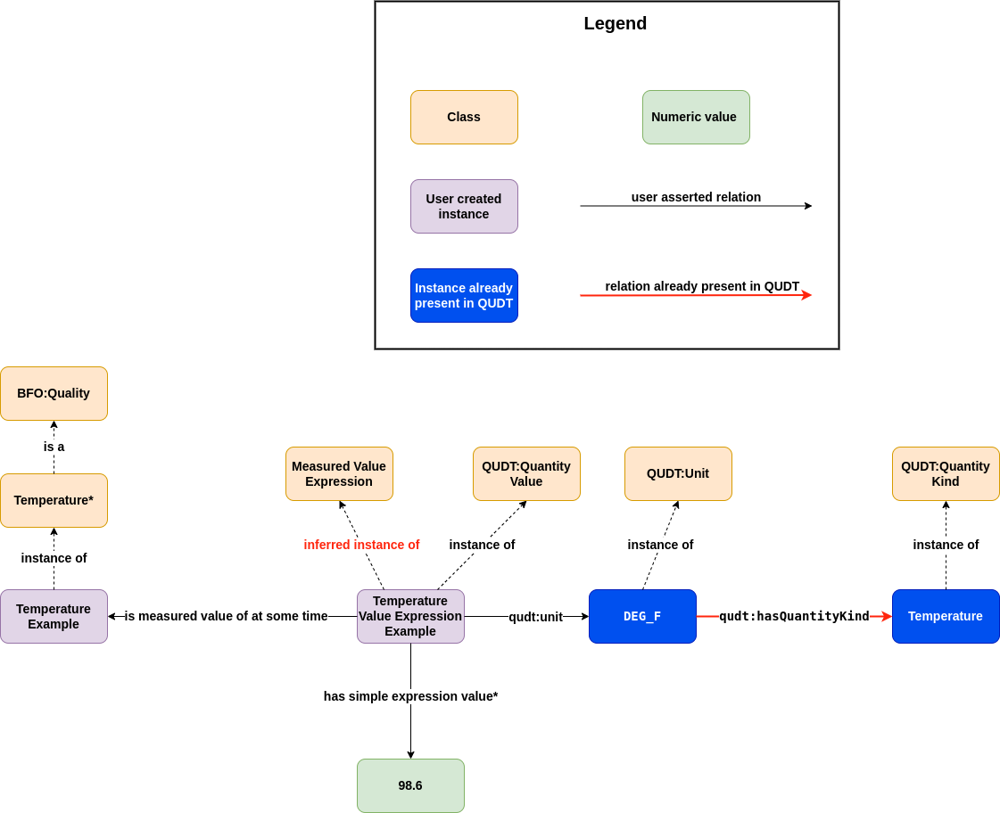 Legend
Class
Numeric value
User created
instance
user asserted relation
Instance already
present in QUDT
relation already present in QUDT
BFO:Quality
is a
Temperature*
instance of
Temperature
Example
Measured Value
Expression
QUDT:Quantity
Value
QUDT:Unit
QUDT:Quantity
Kind
inferred instance of
instance of
instance of
instance of
is measured value of at some time
Temperature
Value Expression
Example
qudt:unit
DEG_F
qudt:hasQuantityKind
Temperature
has simple expression value*
98.6